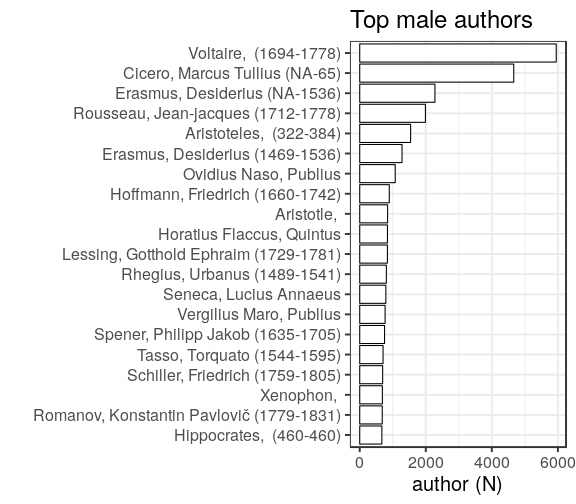 Top male authors
Voltaire,  (1694-1778)
Cicero, Marcus Tullius (NA-65)
Erasmus, Desiderius (NA-1536)
Rousseau, Jean-jacques (1712-1778)
Aristoteles,  (322-384)
Erasmus, Desiderius (1469-1536)
Ovidius Naso, Publius
Hoffmann, Friedrich (1660-1742)
Aristotle,
Horatius Flaccus, Quintus
Lessing, Gotthold Ephraim (1729-1781)
Rhegius, Urbanus (1489-1541)
Seneca, Lucius Annaeus
Vergilius Maro, Publius
Spener, Philipp Jakob (1635-1705)
Tasso, Torquato (1544-1595)
Schiller, Friedrich (1759-1805)
Xenophon,
Romanov, Konstantin Pavlovič (1779-1831)
Hippocrates,  (460-460)
0 2000 4000 6000
author (N)